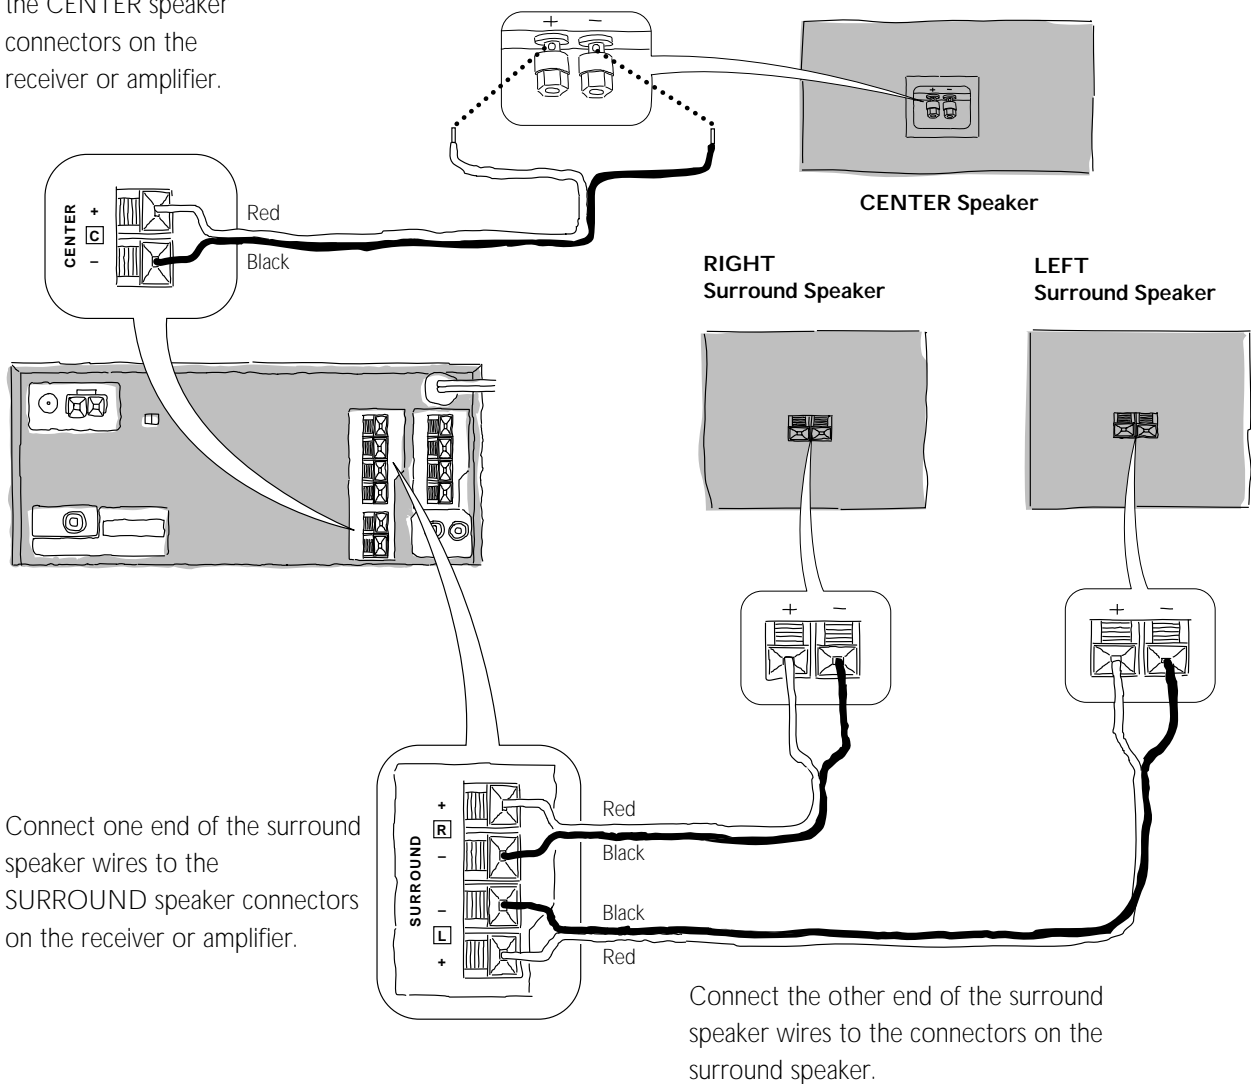 the CENTER speaker
connectors on the
receiver or amplifier.
+ −
+ −
CENTER Speaker
CENTER
+
C
−
Red
Black
RIGHT
Surround Speaker
LEFT
Surround Speaker
+ −
+ −
Connect one end of the surround
speaker wires to the
SURROUND speaker connectors
on the receiver or amplifier.
SURROUND
+
R
−
−
L
+
Red
Black
Black
Red
Connect the other end of the surround
speaker wires to the connectors on the
surround speaker.